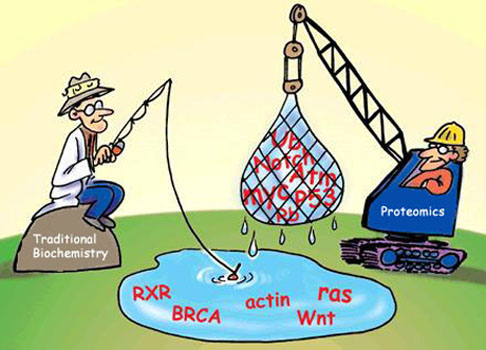 Traditional
Biochemistry
Ub
Notch
Atm
myc
P53
Rb
Proteomics
RXR
BRCA
actin
ras
Wnt